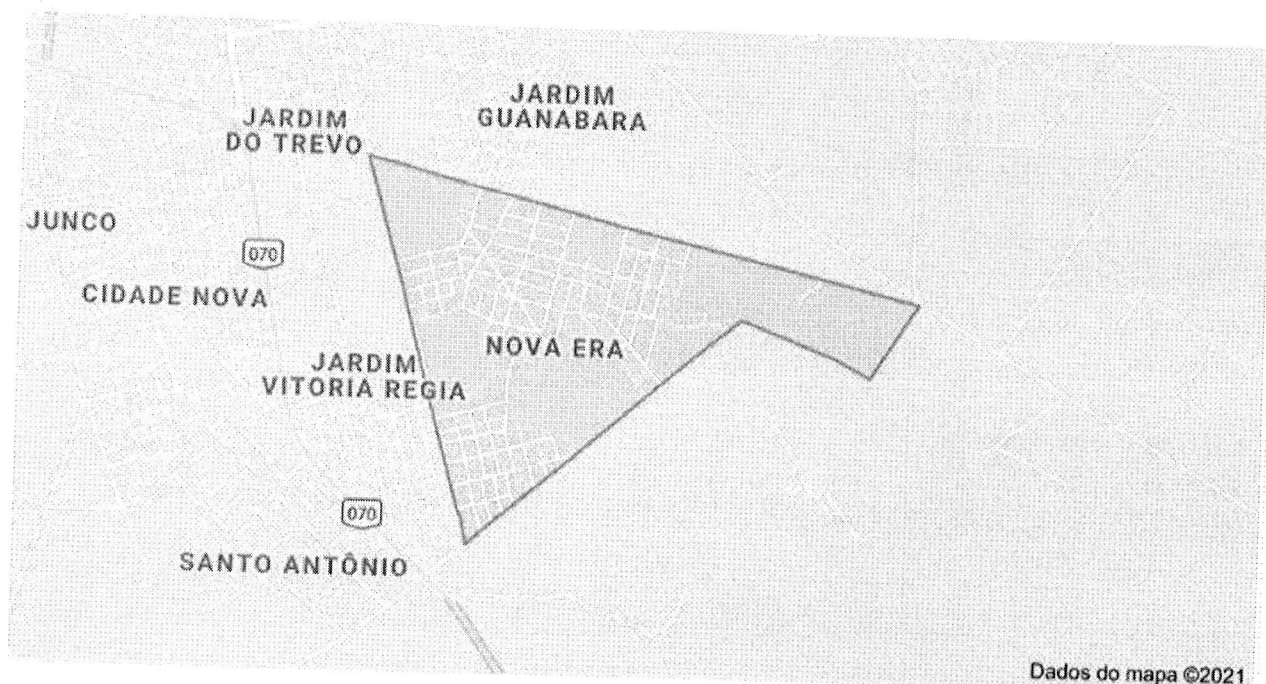 JARDIM
GUANABARA
JARDIM
DO TREVO
JUNCO
070
CIDADE NOVA
NOVA ERA
JARDIM
VITORIA REGIA
070
SANTO ANTÔNIO
Dados do mapa ©2021